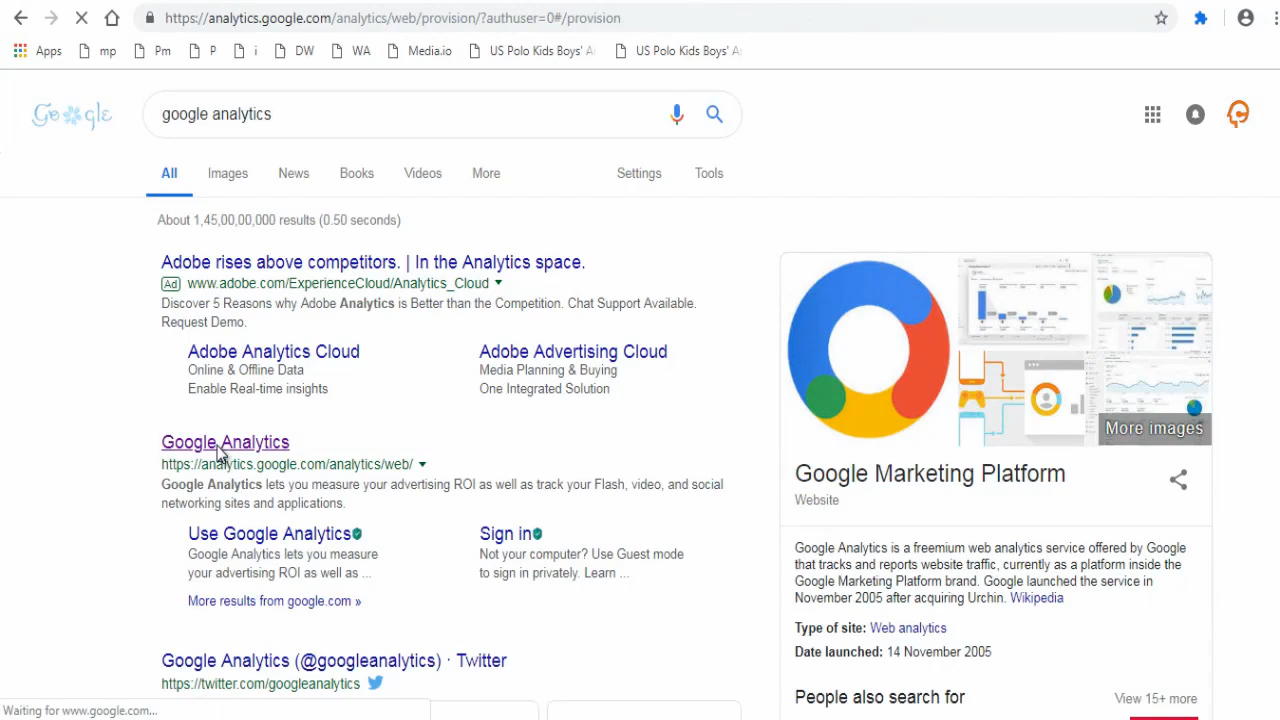 https://analytics.google.com/analytics/web/provision/?authuser=0#/provision
Apps mp Pm P i DW WA Media.io US Polo Kids Boys' A US Polo Kids Boys' A
Google
google analytics
All Images News Books Videos More Settings Tools
About 1,45,00,00,000 results (0.50 seconds)
Adobe rises above competitors. | In the Analytics space.
Ad www.adobe.com/ExperienceCloud/Analytics_Cloud
Discover 5 Reasons why Adobe Analytics is Better than the Competition. Chat Support Available.
Request Demo.
Adobe Analytics Cloud
Online & Offline Data
Enable Real-time insights
Adobe Advertising Cloud
Media Planning & Buying
One Integrated Solution
Google Analytics
https://analytics.google.com/analytics/web/
Google Analytics lets you measure your advertising ROI as well as track your Flash, video, and social
networking sites and applications.
Use Google Analytics
Google Analytics lets you measure
your advertising ROI as well as ...
Sign in
Not your computer? Use Guest mode
to sign in privately. Learn ...
More results from google.com »
Google Analytics (@googleanalytics) · Twitter
https://twitter.com/googleanalytics
Waiting for www.google.com...
More images
Google Marketing Platform
Website
Google Analytics is a freemium web analytics service offered by Google
that tracks and reports website traffic, currently as a platform inside the
Google Marketing Platform brand. Google launched the service in
November 2005 after acquiring Urchin. Wikipedia
Type of site: Web analytics
Date launched: 14 November 2005
People also search for View 15+ more